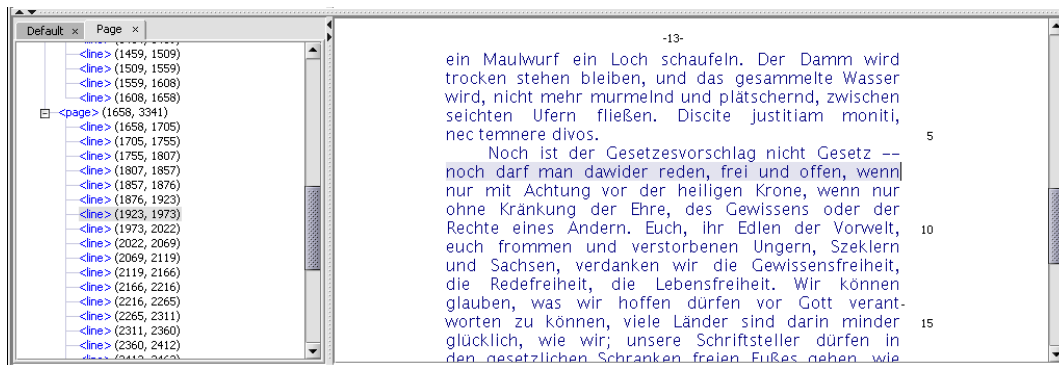 Default × Page ×
<line> (1459, 1509)
<line> (1509, 1559)
<line> (1559, 1608)
<line> (1608, 1658)
<page> (1658, 3341)
<line> (1658, 1705)
<line> (1705, 1755)
<line> (1755, 1807)
<line> (1807, 1857)
<line> (1857, 1876)
<line> (1876, 1923)
<line> (1923, 1973)
<line> (1973, 2022)
<line> (2022, 2069)
<line> (2069, 2119)
<line> (2119, 2166)
<line> (2166, 2216)
<line> (2216, 2265)
<line> (2265, 2311)
<line> (2311, 2360)
<line> (2360, 2412)
-13-
ein Maulwurf ein Loch schaufeln. Der Damm wird
trocken stehen bleiben, und das gesammelte Wasser
wird, nicht mehr murmelnd und plätschernd, zwischen
seichten Ufern fließen. Discite justitiam moniti,
nec temnere divos. 5
Noch ist der Gesetzesvorschlag nicht Gesetz --
noch darf man dawider reden, frei und offen, wenn
nur mit Achtung vor der heiligen Krone, wenn nur
ohne Kränkung der Ehre, des Gewissens oder der
Rechte eines Andern. Euch, ihr Edlen der Vorwelt, 10
euch frommen und verstorbenen Ungern, Szeklern
und Sachsen, verdanken wir die Gewissensfreiheit,
die Redefreiheit, die Lebensfreiheit. Wir können
glauben, was wir hoffen dürfen vor Gott verant-
worten zu können, viele Länder sind darin minder 15
glücklich, wie wir; unsere Schriftsteller dürfen in
den gesetzlichen Schranken freien Fußes gehen, wie